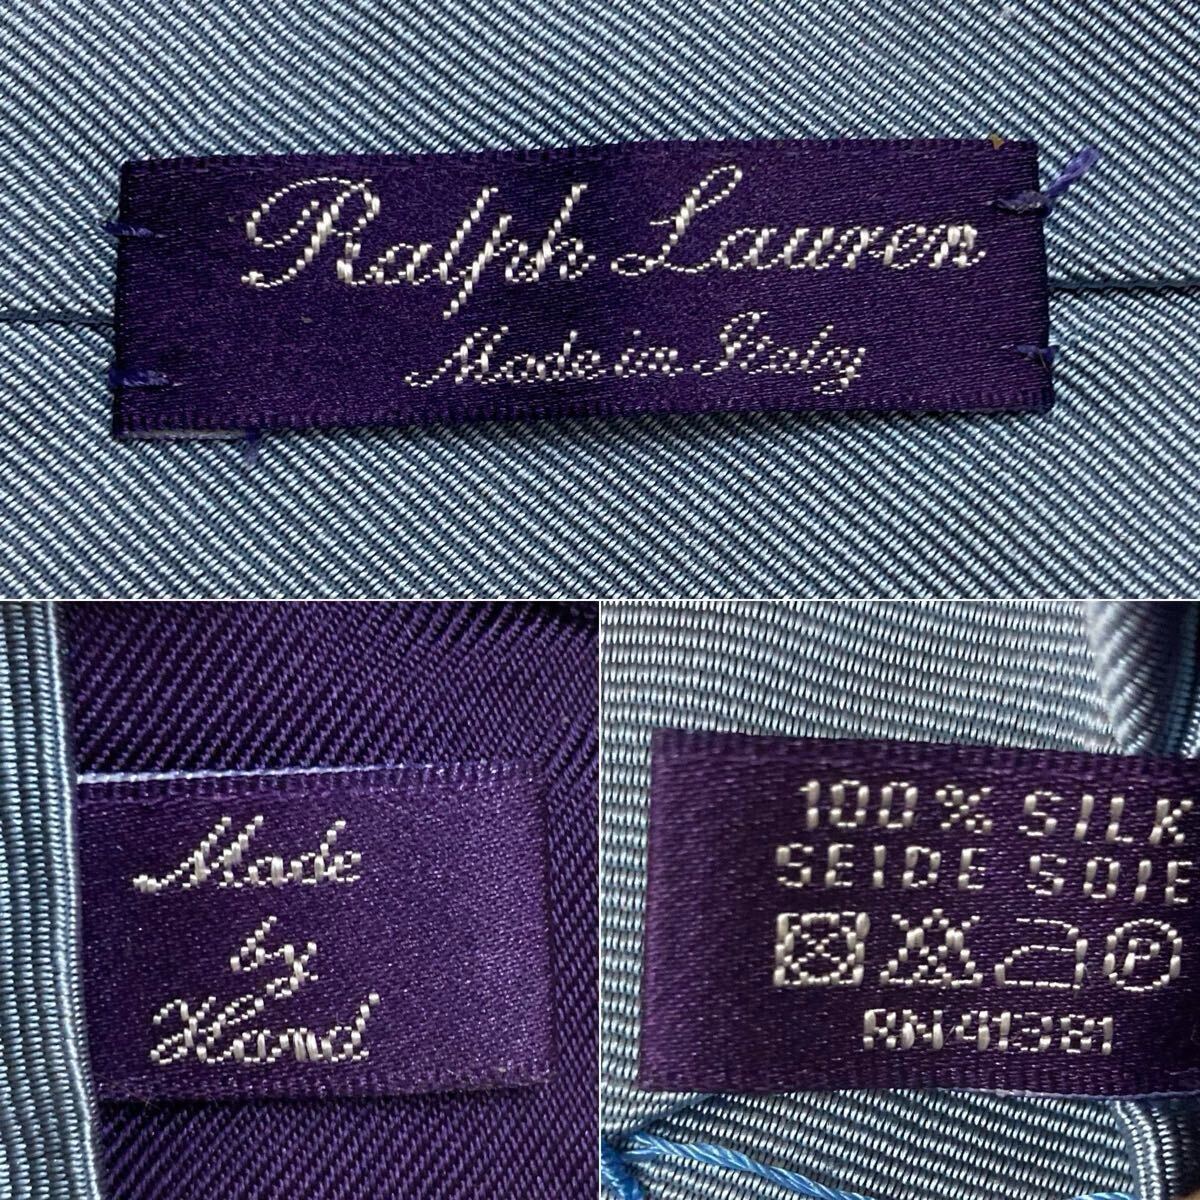 Ralph Lauren
Made in Italy
Made
by
Hand
100% SILK
SEIDE SOIE
P
RN41381